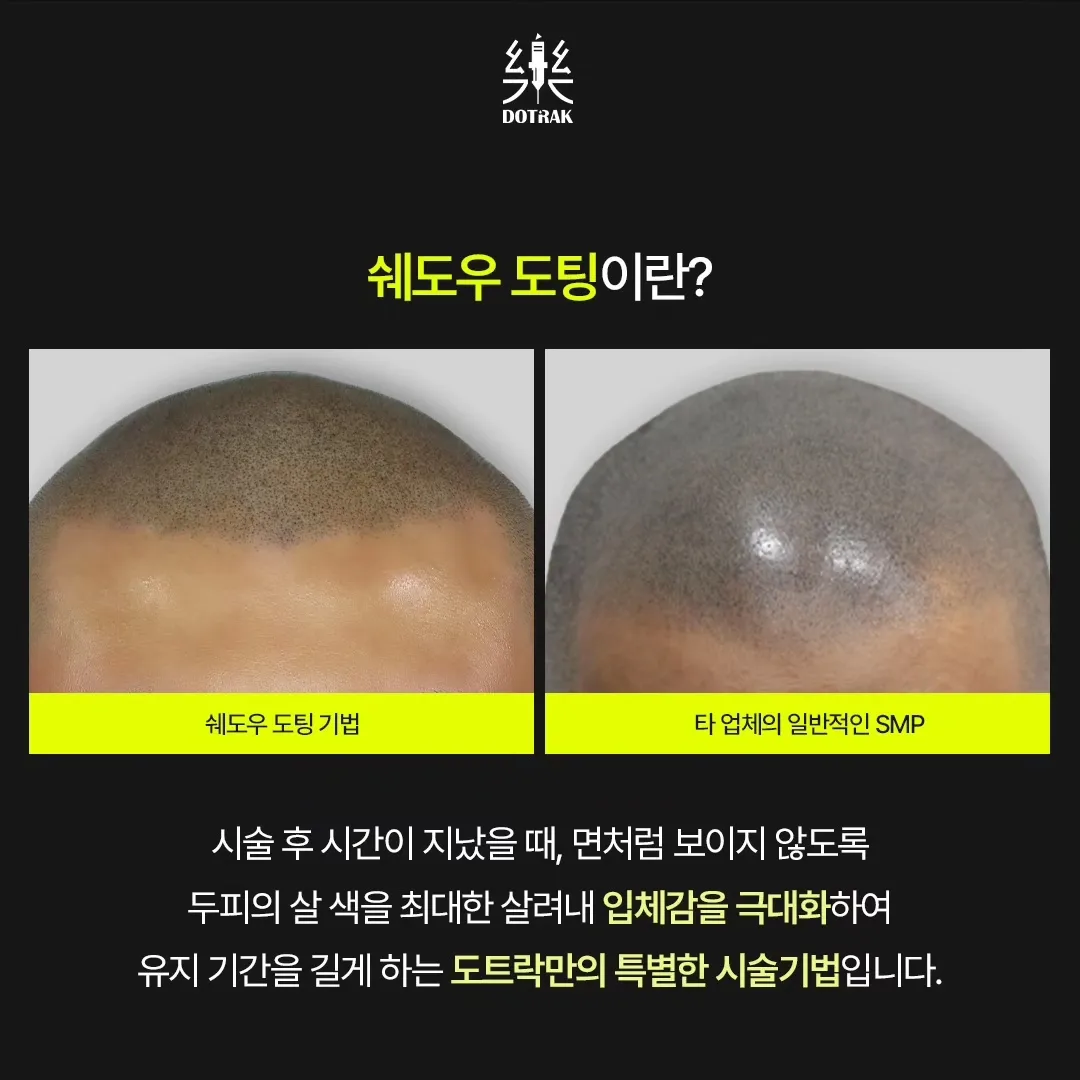 樂
DOTRAK
쉐도우 도팅이란?
쉐도우 도팅 기법
타 업체의 일반적인 SMP
시술 후 시간이 지났을 때, 면처럼 보이지 않도록
두피의 살 색을 최대한 살려내 입체감을 극대화하여
유지 기간을 길게 하는 도트락만의 특별한 시술기법입니다.